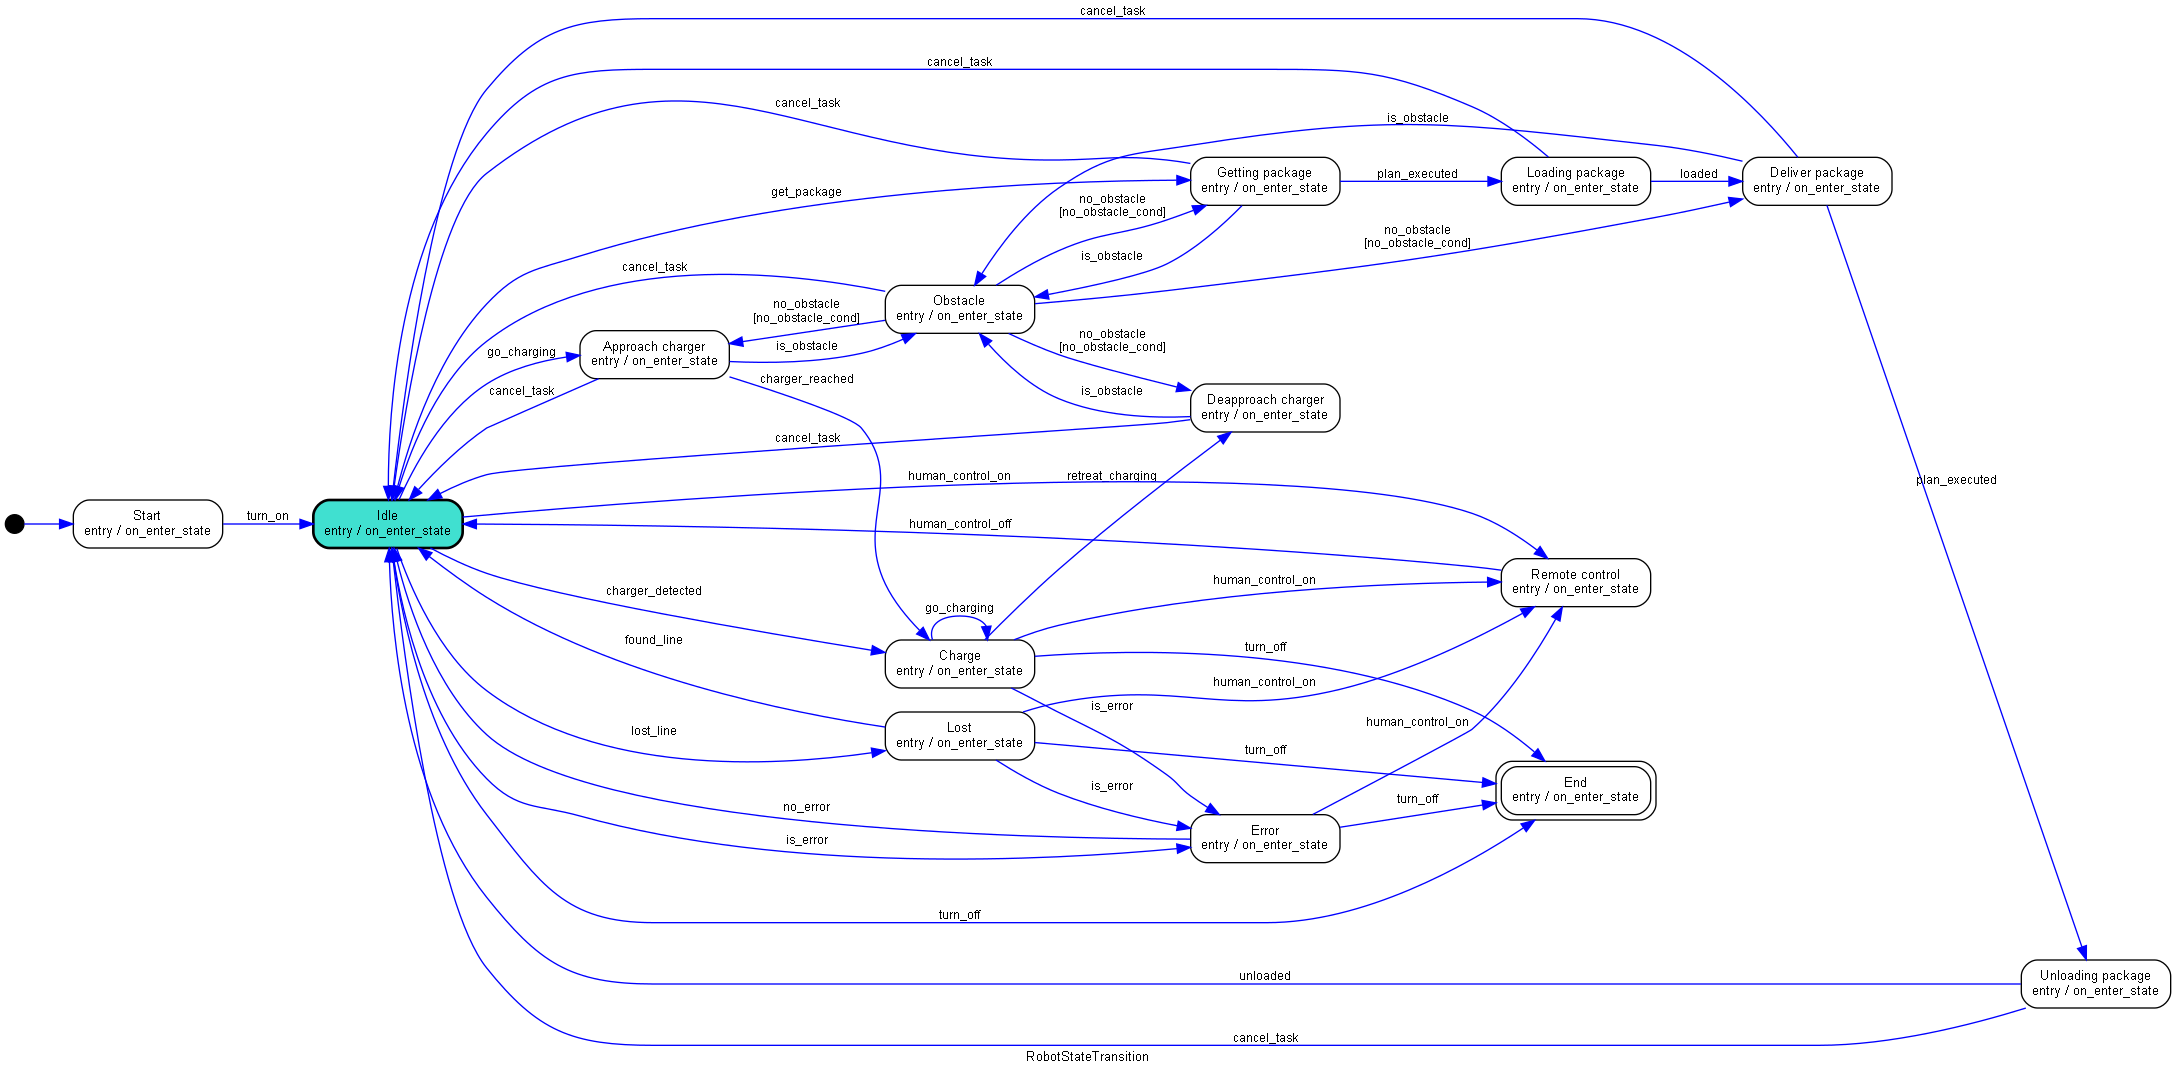 cancel_task
cancel_task
cancel_task
is_obstacle
Getting package
entry / on_enter_state
plan_executed
Loading package
entry / on_enter_state
loaded
Deliver package
entry / on_enter_state
get_package
no_obstacle
[no_obstacle_cond]
no_obstacle
[no_obstacle_cond]
is_obstacle
cancel_task
Obstacle
entry / on_enter_state
no_obstacle
[no_obstacle_cond]
is_obstacle
no_obstacle
[no_obstacle_cond]
go_charging
Approach charger
entry / on_enter_state
cancel_task
charger_reached
is_obstacle
Deapproach charger
entry / on_enter_state
cancel_task
human_control_on
retreat_charging
plan_executed
Start
entry / on_enter_state
turn_on
Idle
entry / on_enter_state
human_control_off
Remote control
entry / on_enter_state
charger_detected
human_control_on
go_charging
found_line
Charge
entry / on_enter_state
turn_off
human_control_on
is_error
human_control_on
Lost
entry / on_enter_state
lost_line
turn_off
is_error
End
entry / on_enter_state
turn_off
no_error
is_error
Error
entry / on_enter_state
turn_off
unloaded
Unloading package
entry / on_enter_state
cancel_task
RobotStateTransition